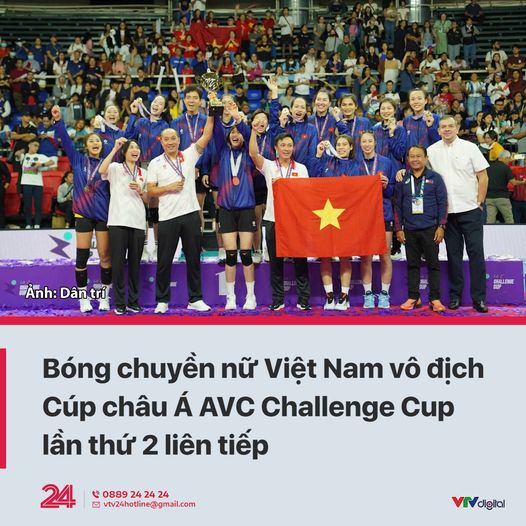 CHALLENGE
CUP
Ảnh: Dân trí
Bóng chuyền nữ Việt Nam vô địch
Cúp châu Á AVC Challenge Cup
lần thứ 2 liên tiếp
24
0889 24 24 24
vtv24hotline@gmail.com
VTVdigital